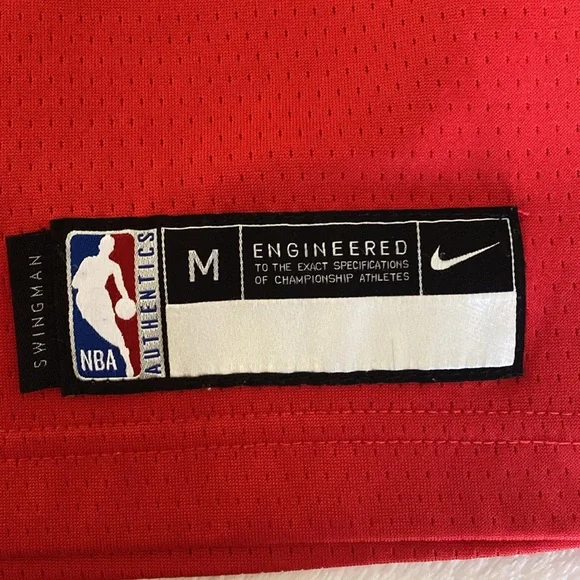 SWINGMAN
NBA
AUTHENTICS
M
ENGINEERED
TO THE EXACT SPECIFICATIONS
OF CHAMPIONSHIP ATHLETES